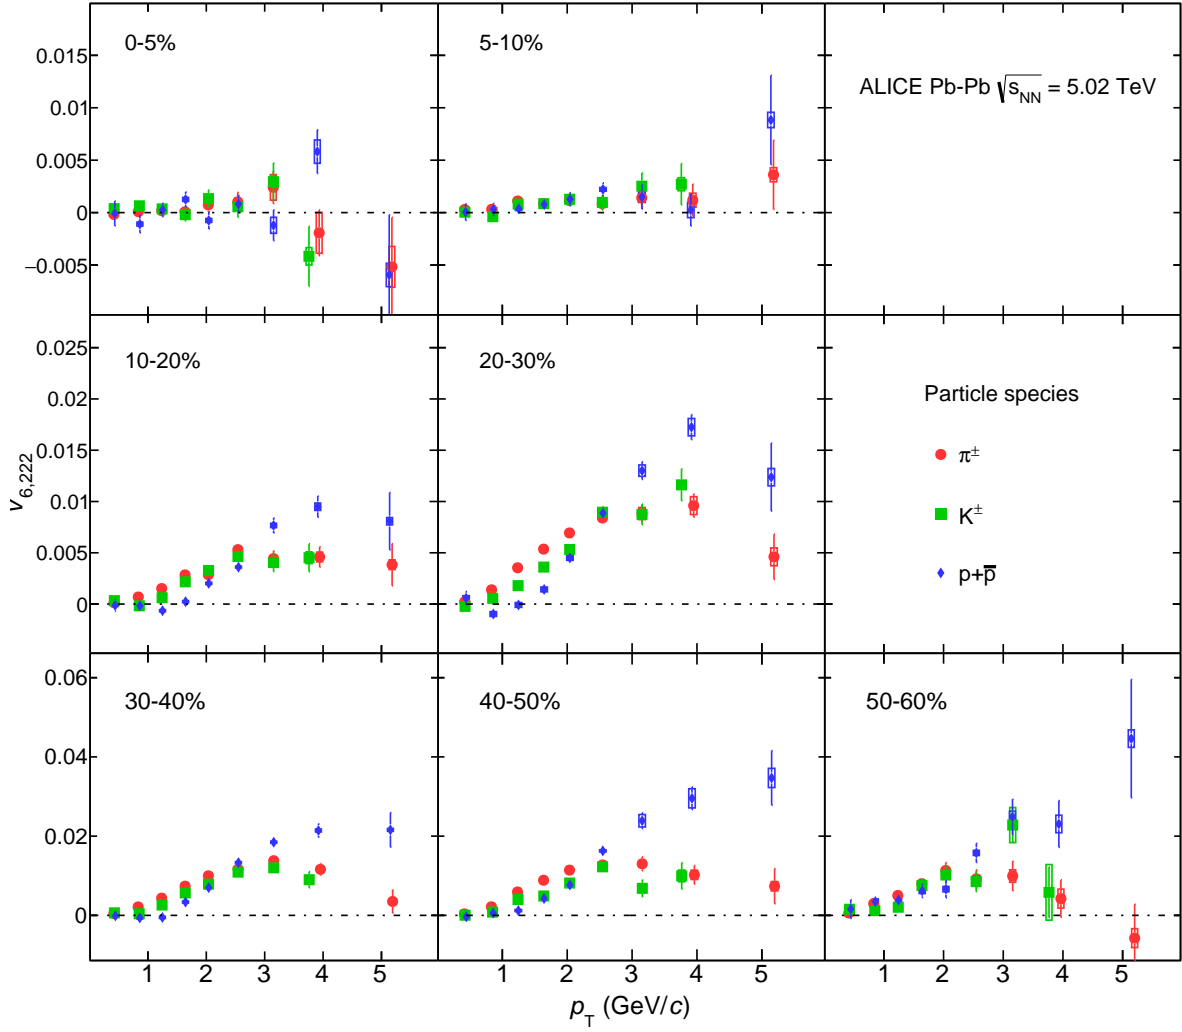 0-5%
5-10%
ALICE Pb-Pb √s_NN = 5.02 TeV
0.015
0.01
0.005
0
−0.005
10-20%
20-30%
0.025
0.02
0.015
0.01
0.005
0
v_6,222
Particle species
π±
K±
p+p̅
30-40%
40-50%
50-60%
0.06
0.04
0.02
0
1 2 3 4 5
1 2 3 4 5
1 2 3 4 5
p_T (GeV/c)